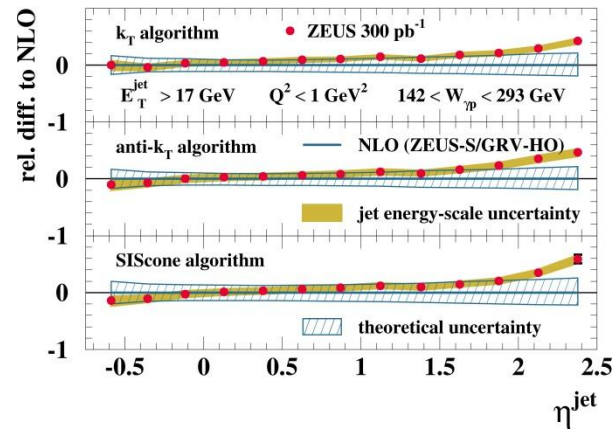 rel. diff. to NLO
k_T algorithm
ZEUS 300 pb^-1
0
E_T^jet > 17 GeV Q^2 < 1 GeV^2 142 < W_γp < 293 GeV
-1
anti-k_T algorithm
NLO (ZEUS-S/GRV-HO)
0
jet energy-scale uncertainty
-1
SIScone algorithm
0
theoretical uncertainty
-1
-0.5 0 0.5 1 1.5 2 2.5
η^jet